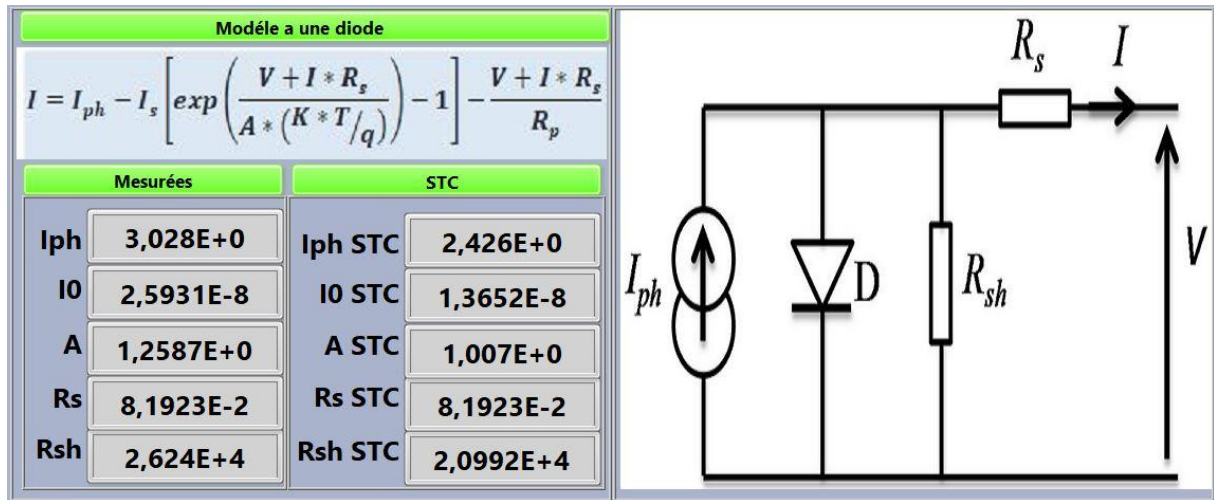 Modéle a une diode
I = I_ph − I_s [exp((V + I * R_s)/(A * (K * T/q))) − 1] − (V + I * R_s)/R_p
Mesurées STC
Iph 3,028E+0 Iph STC 2,426E+0
I0 2,5931E-8 I0 STC 1,3652E-8
A 1,2587E+0 A STC 1,007E+0
Rs 8,1923E-2 Rs STC 8,1923E-2
Rsh 2,624E+4 Rsh STC 2,0992E+4
R_s I
I_ph D R_sh V